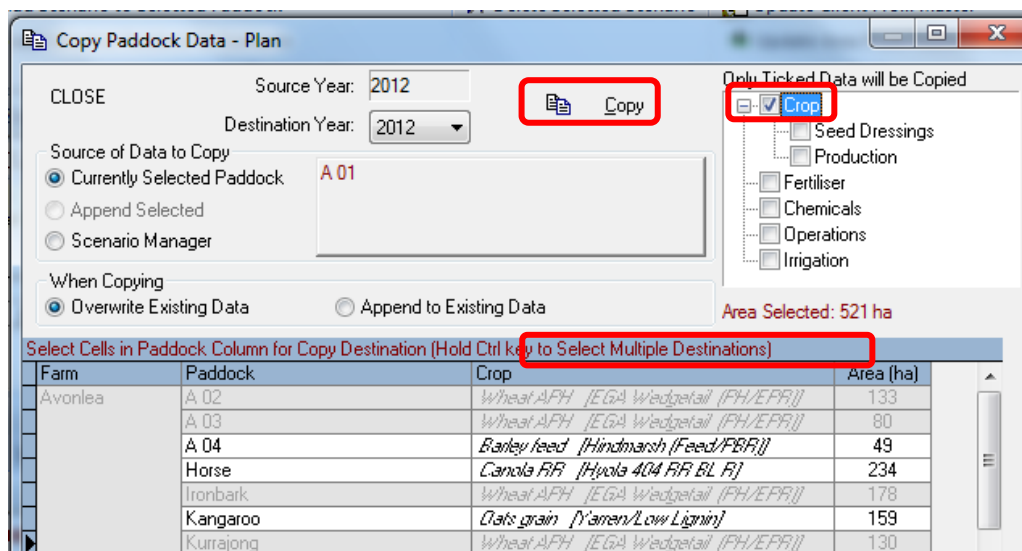 Copy Paddock Data - Plan
CLOSE
Source Year: 2012
Copy
Destination Year: 2012
Only Ticked Data will be Copied
Crop
Seed Dressings
Production
Fertiliser
Chemicals
Operations
Irrigation
Source of Data to Copy
Currently Selected Paddock
A 01
Append Selected
Scenario Manager
When Copying
Overwrite Existing Data
Append to Existing Data
Area Selected: 521 ha
Select Cells in Paddock Column for Copy Destination (Hold Ctrl key to Select Multiple Destinations)
Farm Paddock Crop Area (ha)
Avonlea A 02 Wheat APH [EGA Wedgetail (PH/EPR)] 133
A 03 Wheat APH [EGA Wedgetail (PH/EPR)] 80
A 04 Barley feed [Hindmarsh (Feed/PBR)] 49
Horse Canola RR [Hyola 404 RR BL R] 234
Ironbark Wheat APH [EGA Wedgetail (PH/EPR)] 178
Kangaroo Oats grain [Yarren/Low Lignin] 159
Kurrajong Wheat APH [EGA Wedgetail (PH/EPR)] 130